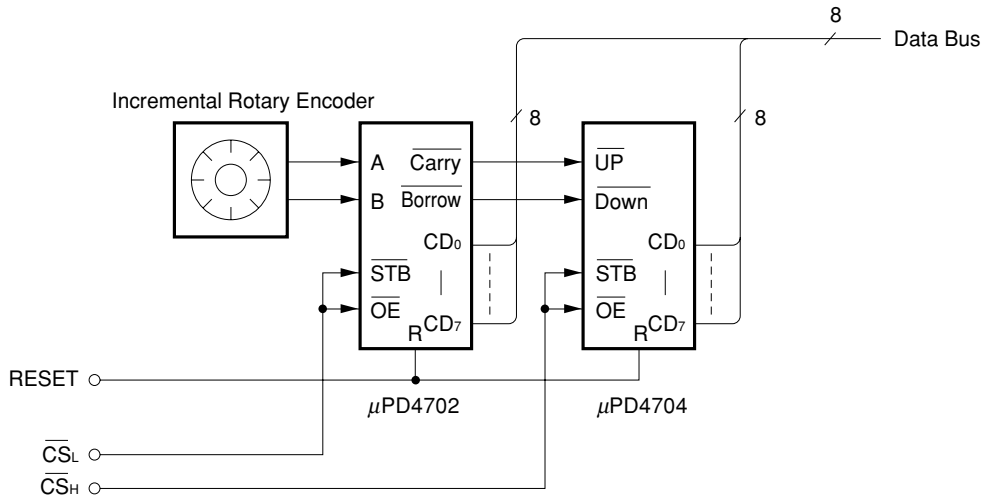 8
Data Bus
Incremental Rotary Encoder
8
8
A
B
STB
OE
Carry
Borrow
CD0
CD7
R
UP
Down
STB
OE
CD0
CD7
R
RESET
μPD4702
μPD4704
CSL
CSH